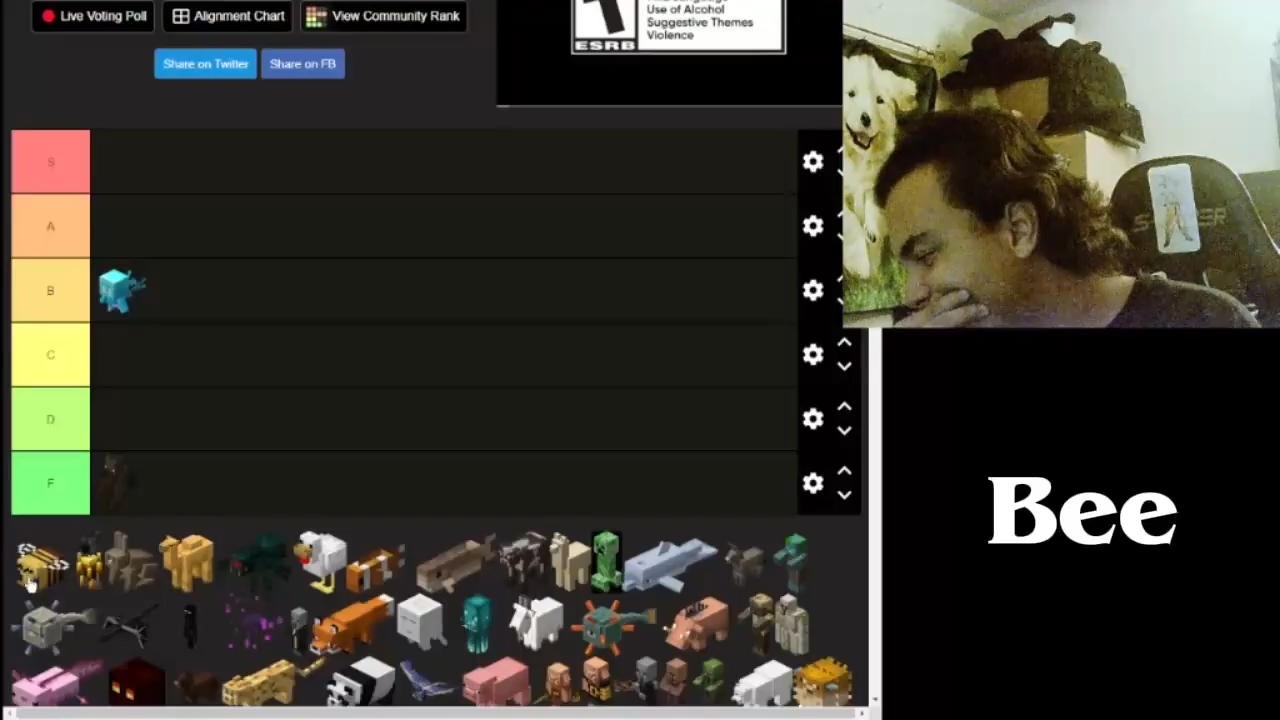 Live Voting Poll
Alignment Chart
View Community Rank
Share on Twitter
Share on FB
Use of Alcohol
Suggestive Themes
Violence
ESRB
S
A
B
C
D
F
Bee